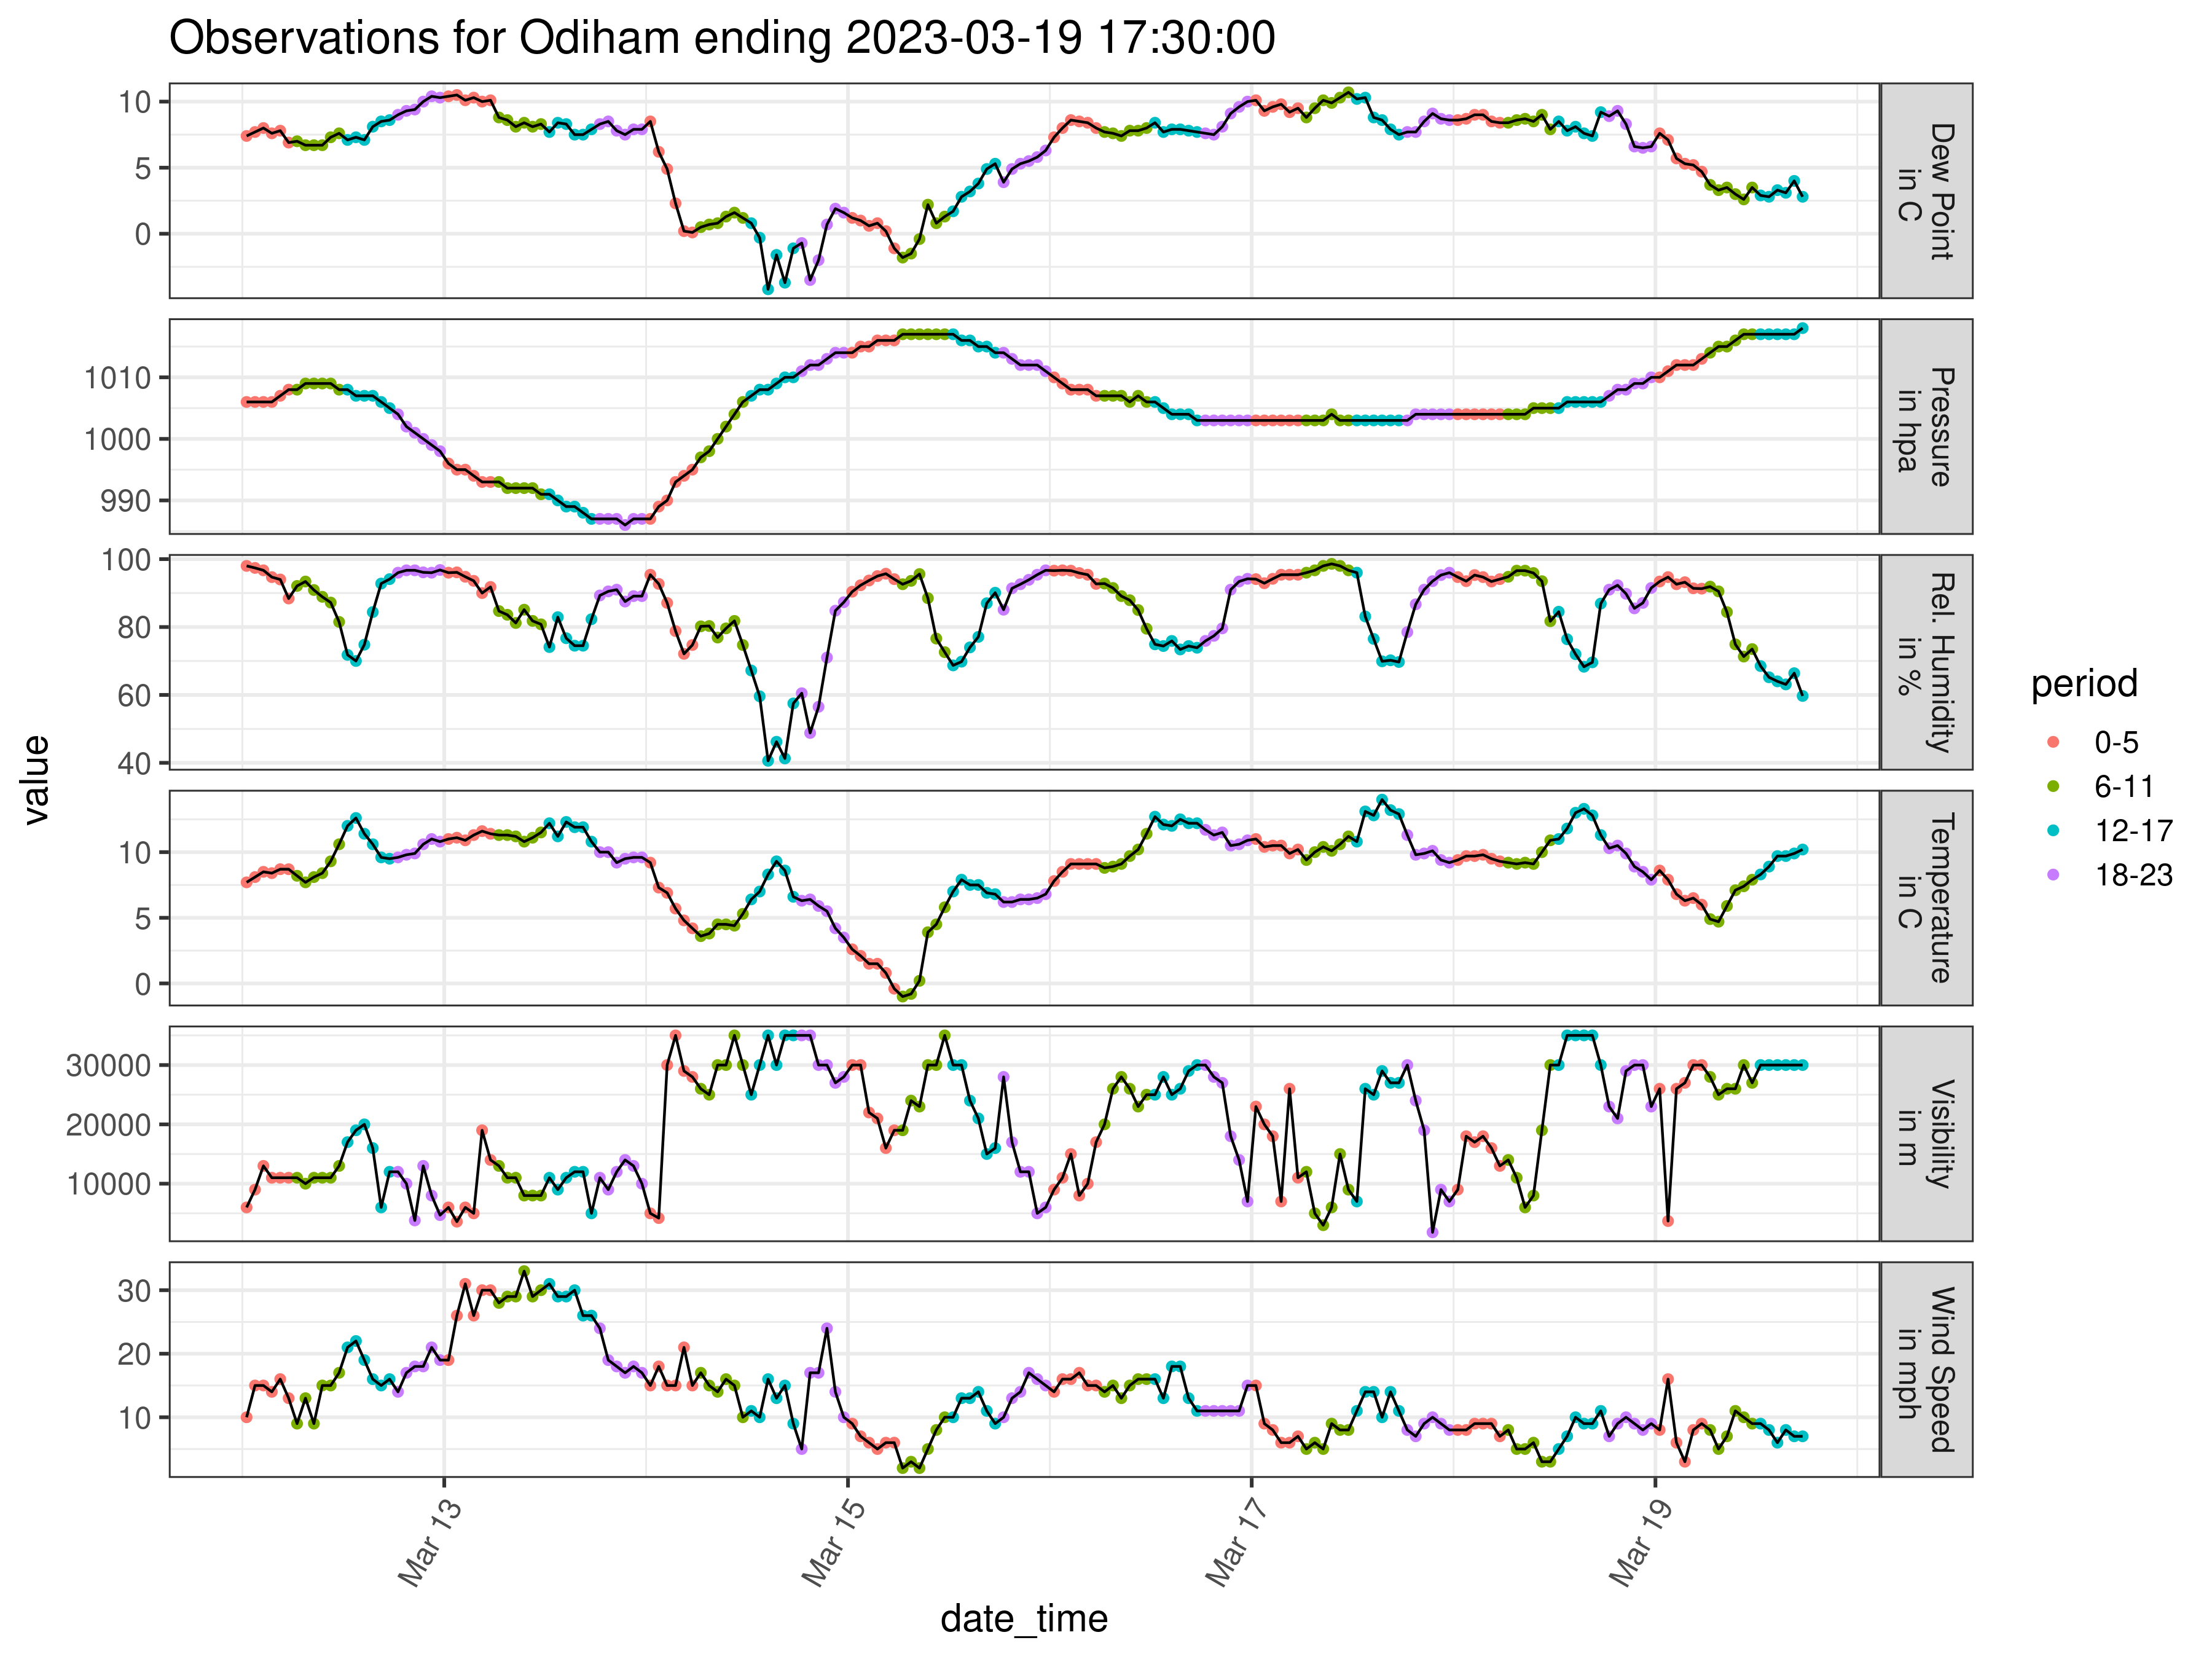 Observations for Odiham ending 2023-03-19 17:30:00
value
10
5
0
Dew Point
in C
1010
1000
990
Pressure
in hpa
100
80
60
40
Rel. Humidity
in %
10
5
0
Temperature
in C
30000
20000
10000
Visibility
in m
30
20
10
Wind Speed
in mph
Mar 13
Mar 15
Mar 17
Mar 19
date_time
period
0-5
6-11
12-17
18-23